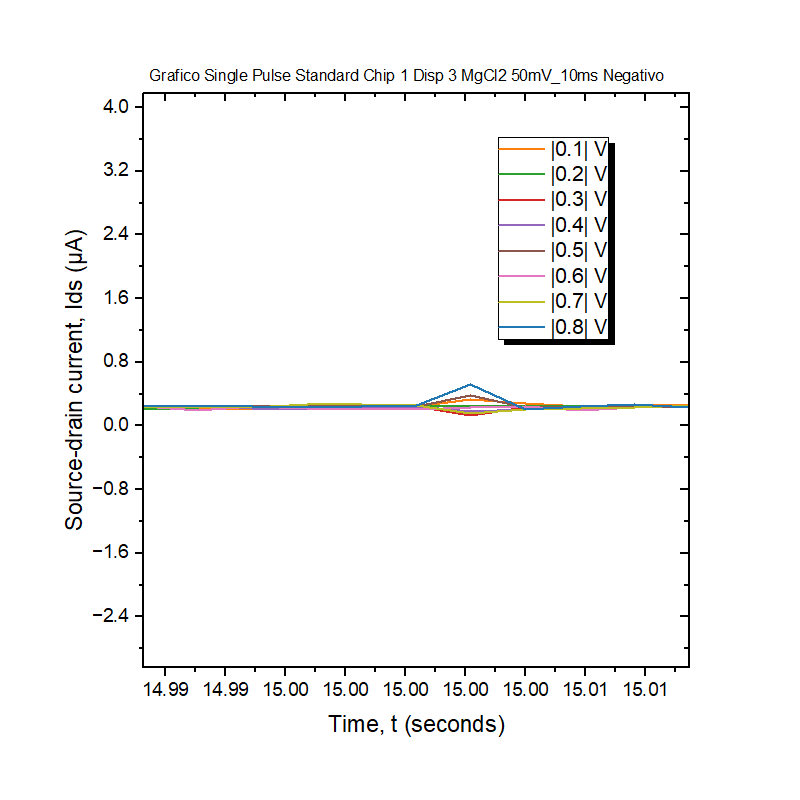 Grafico Single Pulse Standard Chip 1 Disp 3 MgCl2 50mV_10ms Negativo
4.0
3.2
2.4
1.6
0.8
0.0
−0.8
−1.6
−2.4
Source-drain current, Ids (µA)
|0.1| V
|0.2| V
|0.3| V
|0.4| V
|0.5| V
|0.6| V
|0.7| V
|0.8| V
14.99 14.99 15.00 15.00 15.00 15.00 15.00 15.01 15.01
Time, t (seconds)